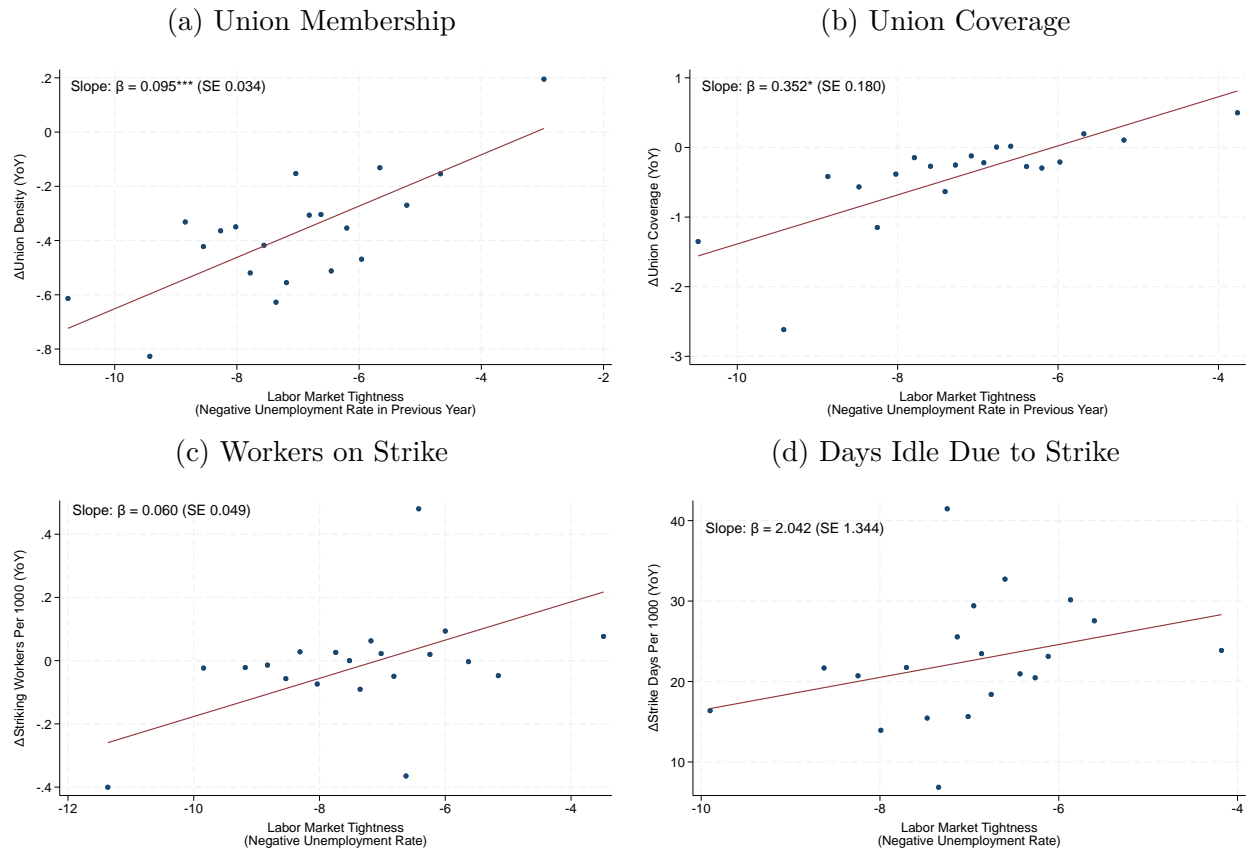 (a) Union Membership
Slope: β = 0.095*** (SE 0.034)
ΔUnion Density (YoY)
.2
0
-.2
-.4
-.6
-.8
-10
-8
-6
-4
-2
Labor Market Tightness
(Negative Unemployment Rate in Previous Year)
(b) Union Coverage
Slope: β = 0.352* (SE 0.180)
ΔUnion Coverage (YoY)
1
0
-1
-2
-3
-10
-8
-6
-4
Labor Market Tightness
(Negative Unemployment Rate in Previous Year)
(c) Workers on Strike
Slope: β = 0.060 (SE 0.049)
ΔStriking Workers Per 1000 (YoY)
.4
.2
0
-.2
-.4
-12
-10
-8
-6
-4
Labor Market Tightness
(Negative Unemployment Rate)
(d) Days Idle Due to Strike
Slope: β = 2.042 (SE 1.344)
ΔStrike Days Per 1000 (YoY)
40
30
20
10
-10
-8
-6
-4
Labor Market Tightness
(Negative Unemployment Rate)